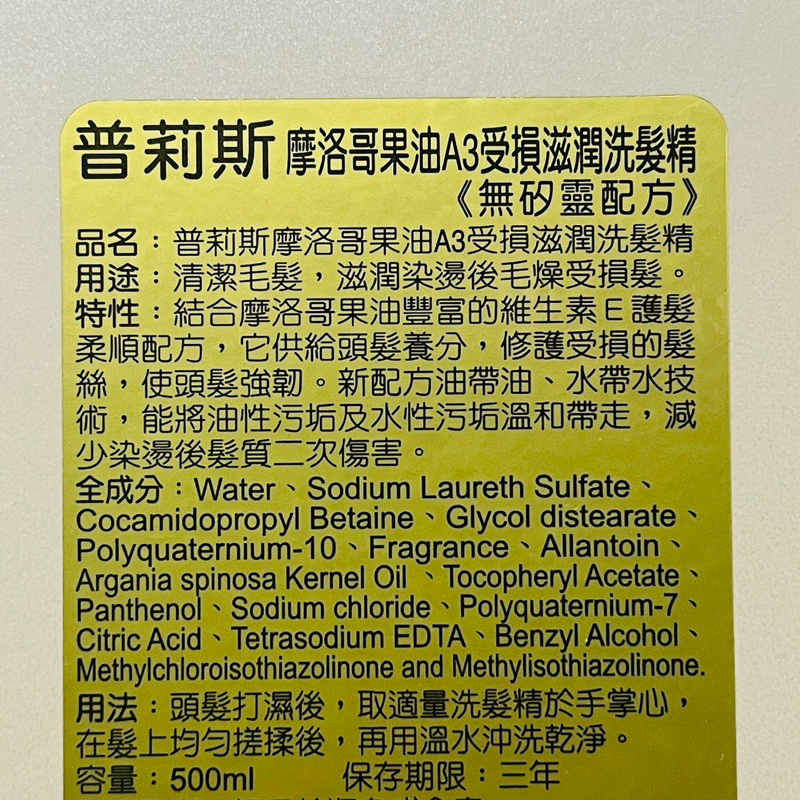 普莉斯 摩洛哥果油A3受損滋潤洗髮精
《無矽靈配方》
品名：普莉斯摩洛哥果油A3受損滋潤洗髮精
用途：清潔毛髮，滋潤染燙後毛燥受損髮。
特性：結合摩洛哥果油豐富的維生素E護髮
柔順配方，它供給頭髮養分，修護受損的髮
絲，使頭髮強韌。新配方油帶油、水帶水技
術，能將油性污垢及水性污垢溫和帶走，減
少染燙後髮質二次傷害。
全成分：Water、Sodium Laureth Sulfate、
Cocamidopropyl Betaine、Glycol distearate、
Polyquaternium-10、Fragrance、Allantoin、
Argania spinosa Kernel Oil、Tocopheryl Acetate、
Panthenol、Sodium chloride、Polyquaternium-7、
Citric Acid、Tetrasodium EDTA、Benzyl Alcohol、
Methylchloroisothiazolinone and Methylisothiazolinone.
用法：頭髮打濕後，取適量洗髮精於手掌心，
在髮上均勻搓揉後，再用溫水沖洗乾淨。
容量：500ml 保存期限：三年